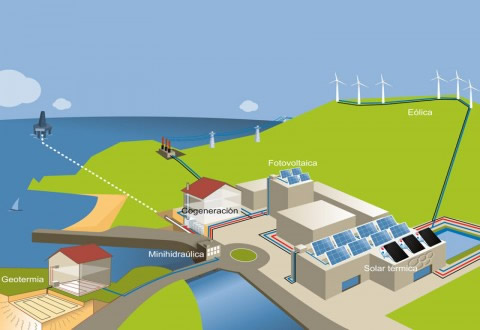 Eólica
Fotovoltaica
Cogeneración
Minihidraúlica
Geotermia
Solar térmica